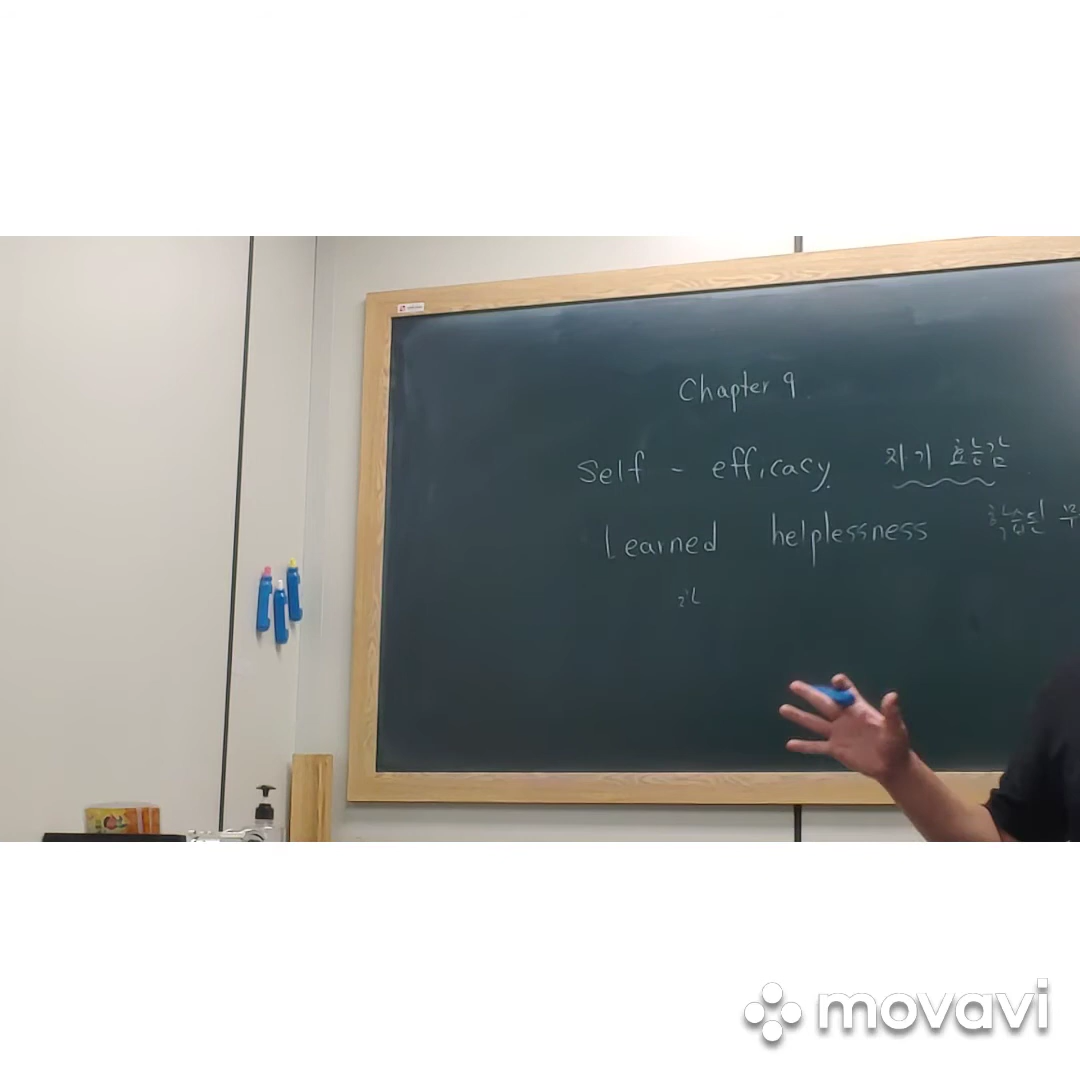 Chapter 9.
Self - efficacy 자기 효능감
Learned helplessness 학습된
movavi